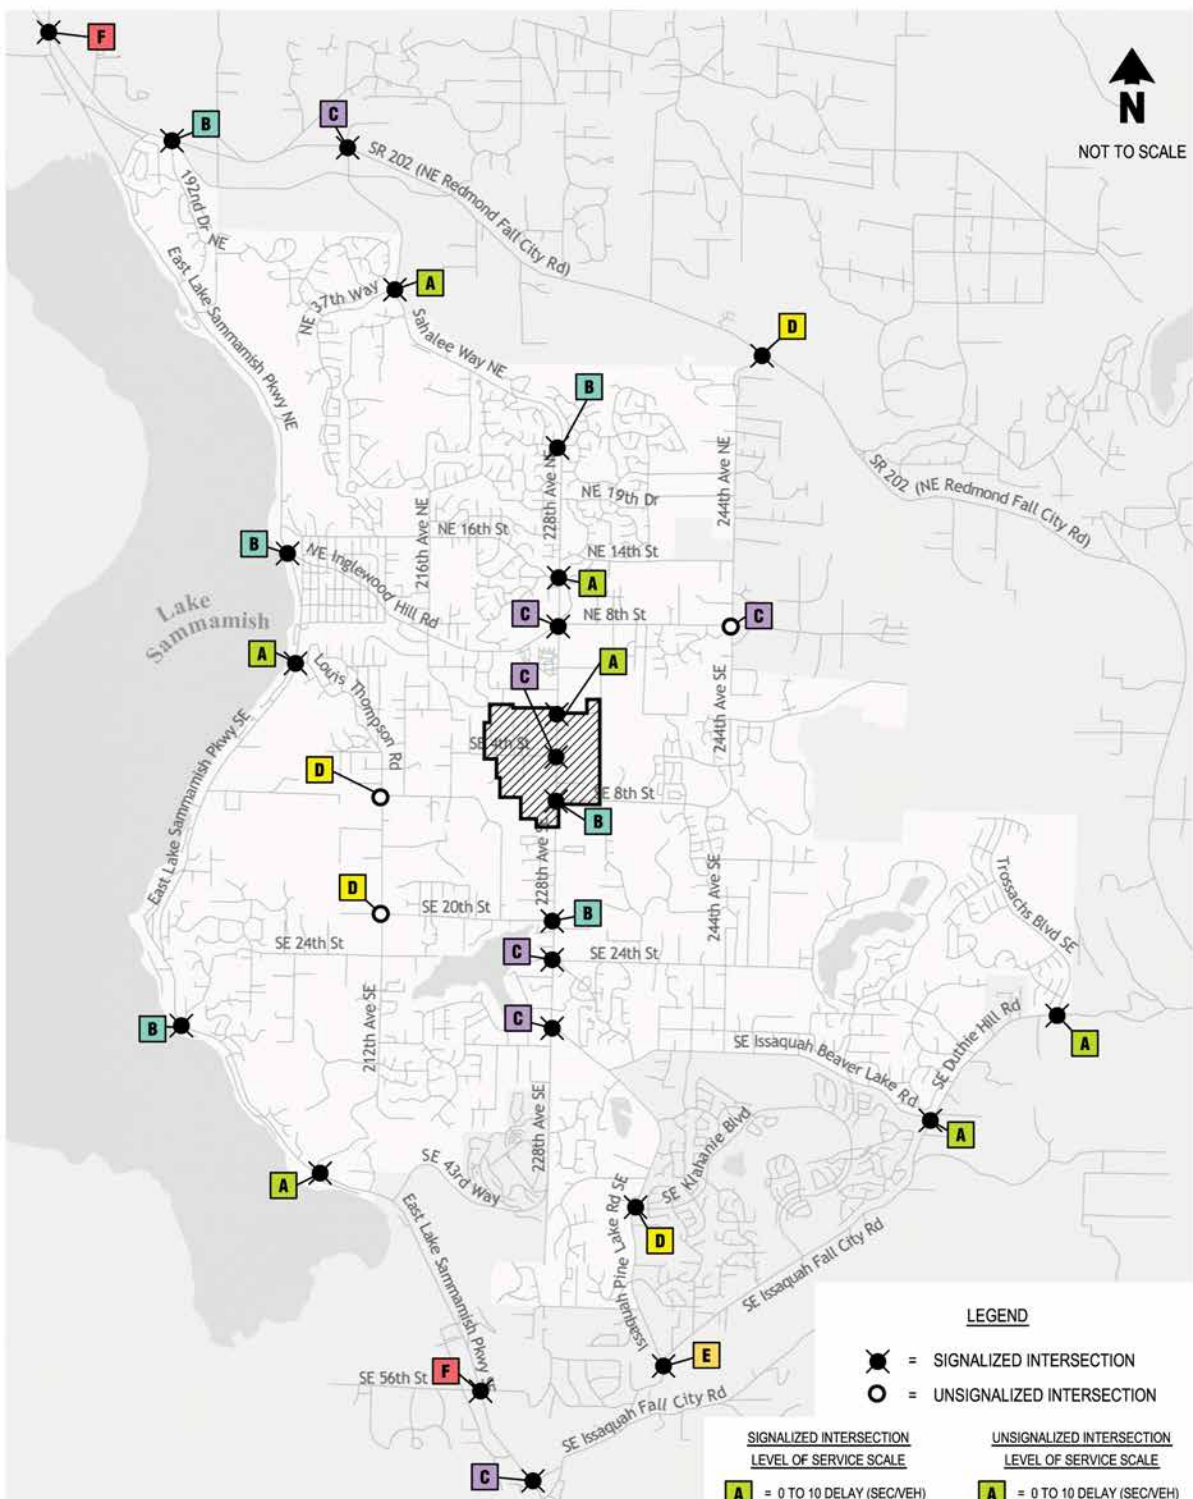 F
B
C
N
NOT TO SCALE
SR 202 (NE Redmond Fall City Rd)
192nd Dr NE
East Lake Sammamish Pkwy NE
A
NE 37th Way
Sahalee Way NE
D
B
228th Ave NE
244th Ave NE
SR 202 (NE Redmond Fall City Rd)
NE 19th Dr
216th Ave NE
NE 16th St
B
NE Inglewood Hill Rd
NE 14th St
A
Lake
Sammamish
C
NE 8th St
C
A
Louis Thompson Rd
C
A
244th Ave SE
East Lake Sammamish Pkwy SE
SE 4th St
D
SE 8th St
B
228th Ave SE
244th Ave SE
Trossachs Blvd SE
D
SE 20th St
B
SE 24th St
C
SE 24th St
212th Ave SE
B
C
SE Issaquah Beaver Lake Rd
SE Duthie Hill Rd
A
228th Ave SE
A
SE 43rd Way
SE Klahanie Blvd
A
East Lake Sammamish Pkwy SE
Issaquah Pine Lake Rd SE
D
SE Issaquah Fall City Rd
LEGEND
= SIGNALIZED INTERSECTION
= UNSIGNALIZED INTERSECTION
E
F
SE 56th St
SE Issaquah Fall City Rd
C
SIGNALIZED INTERSECTION
LEVEL OF SERVICE SCALE
A = 0 TO 10 DELAY (SEC/VEH)
UNSIGNALIZED INTERSECTION
LEVEL OF SERVICE SCALE
A = 0 TO 10 DELAY (SEC/VEH)